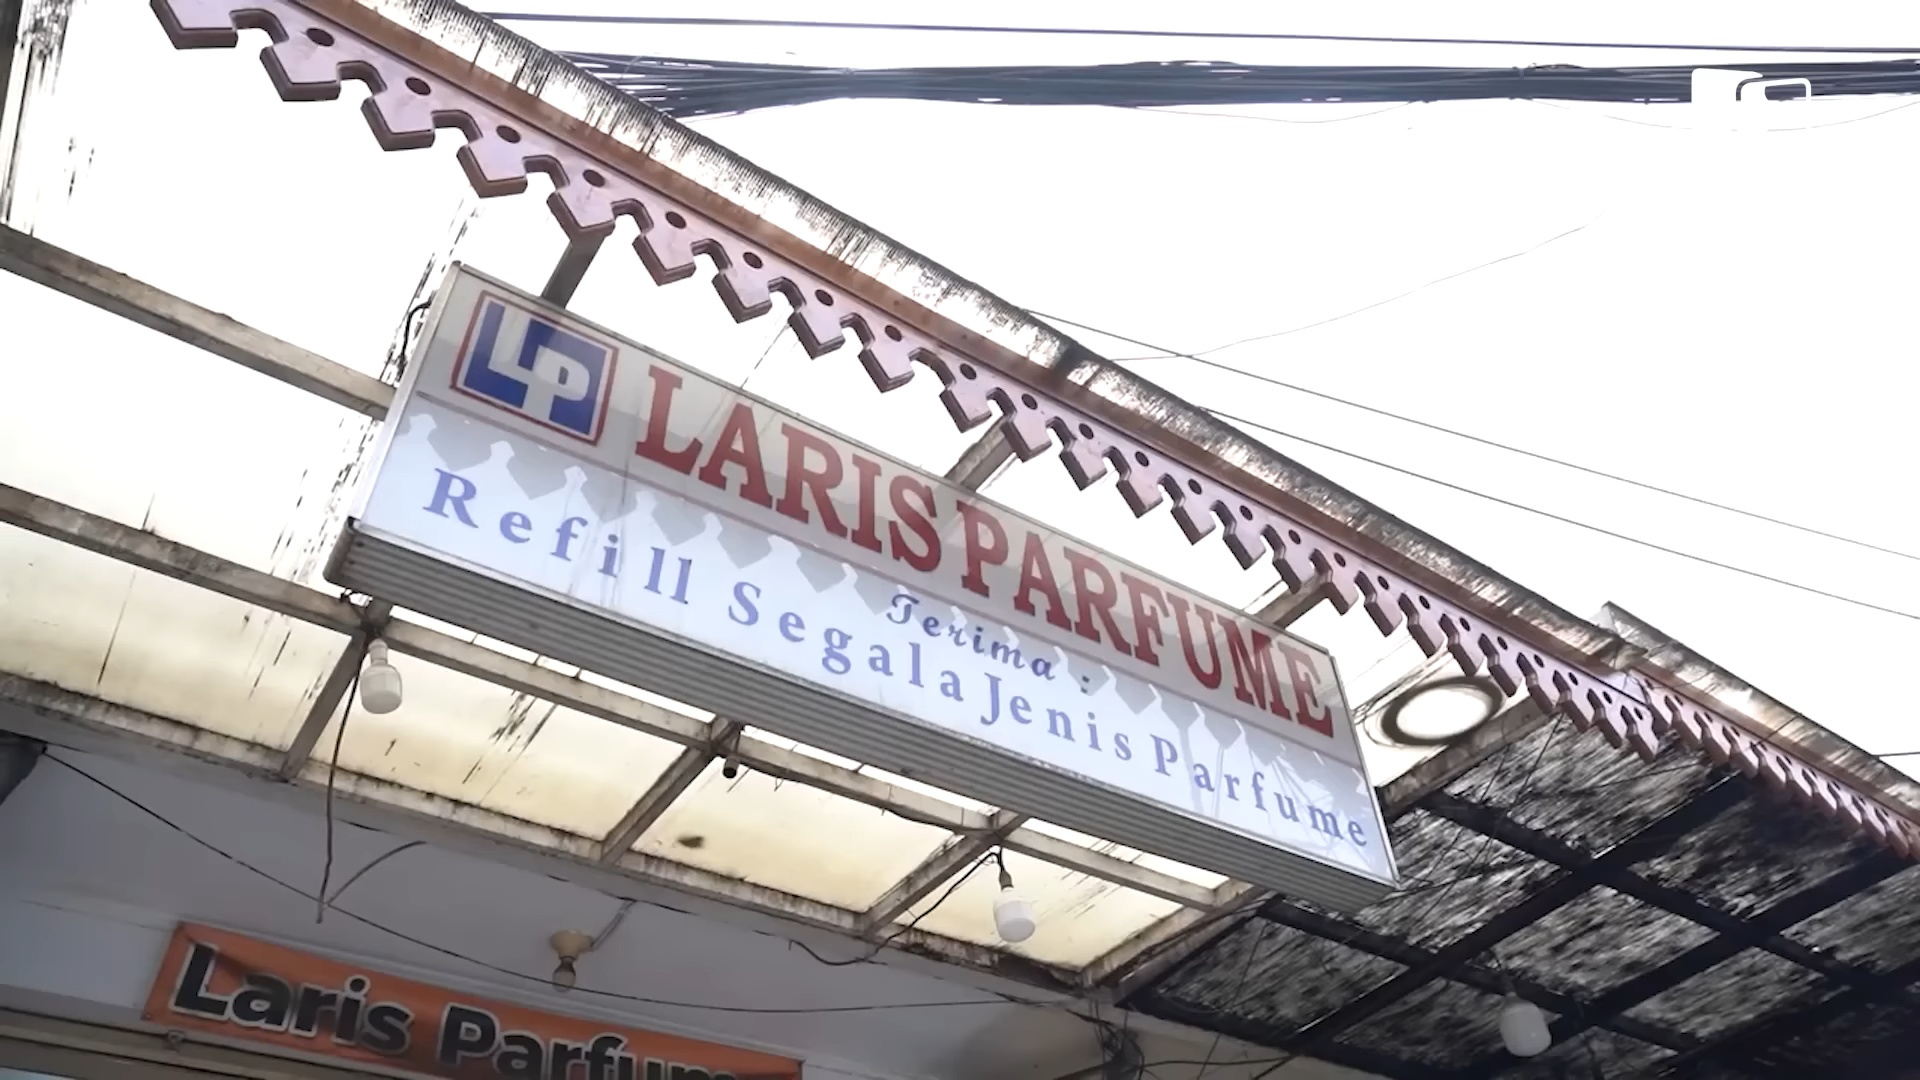 LP
LARIS PARFUME
Terima :
Refill Segala Jenis Parfume
Laris Parfum